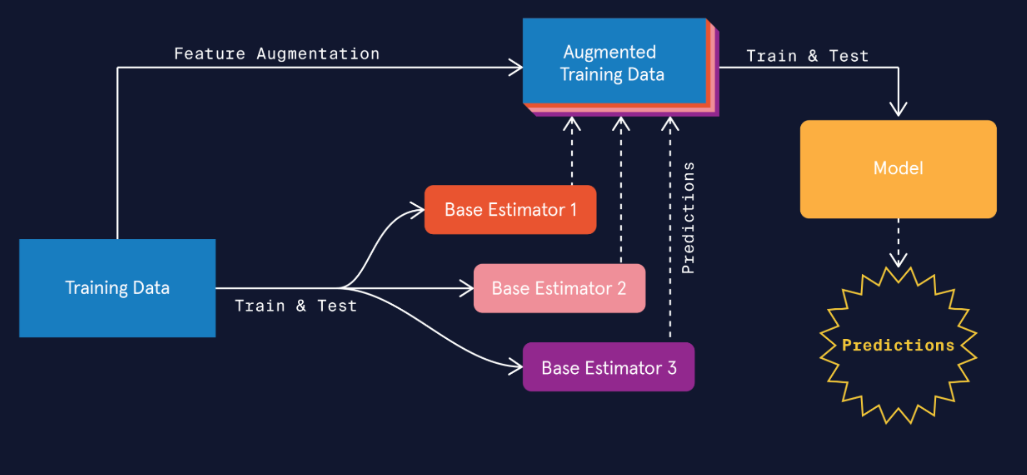 Feature Augmentation
Augmented
Training Data
Train & Test
Model
Base Estimator 1
Predictions
Training Data
Train & Test
Base Estimator 2
Base Estimator 3
Predictions